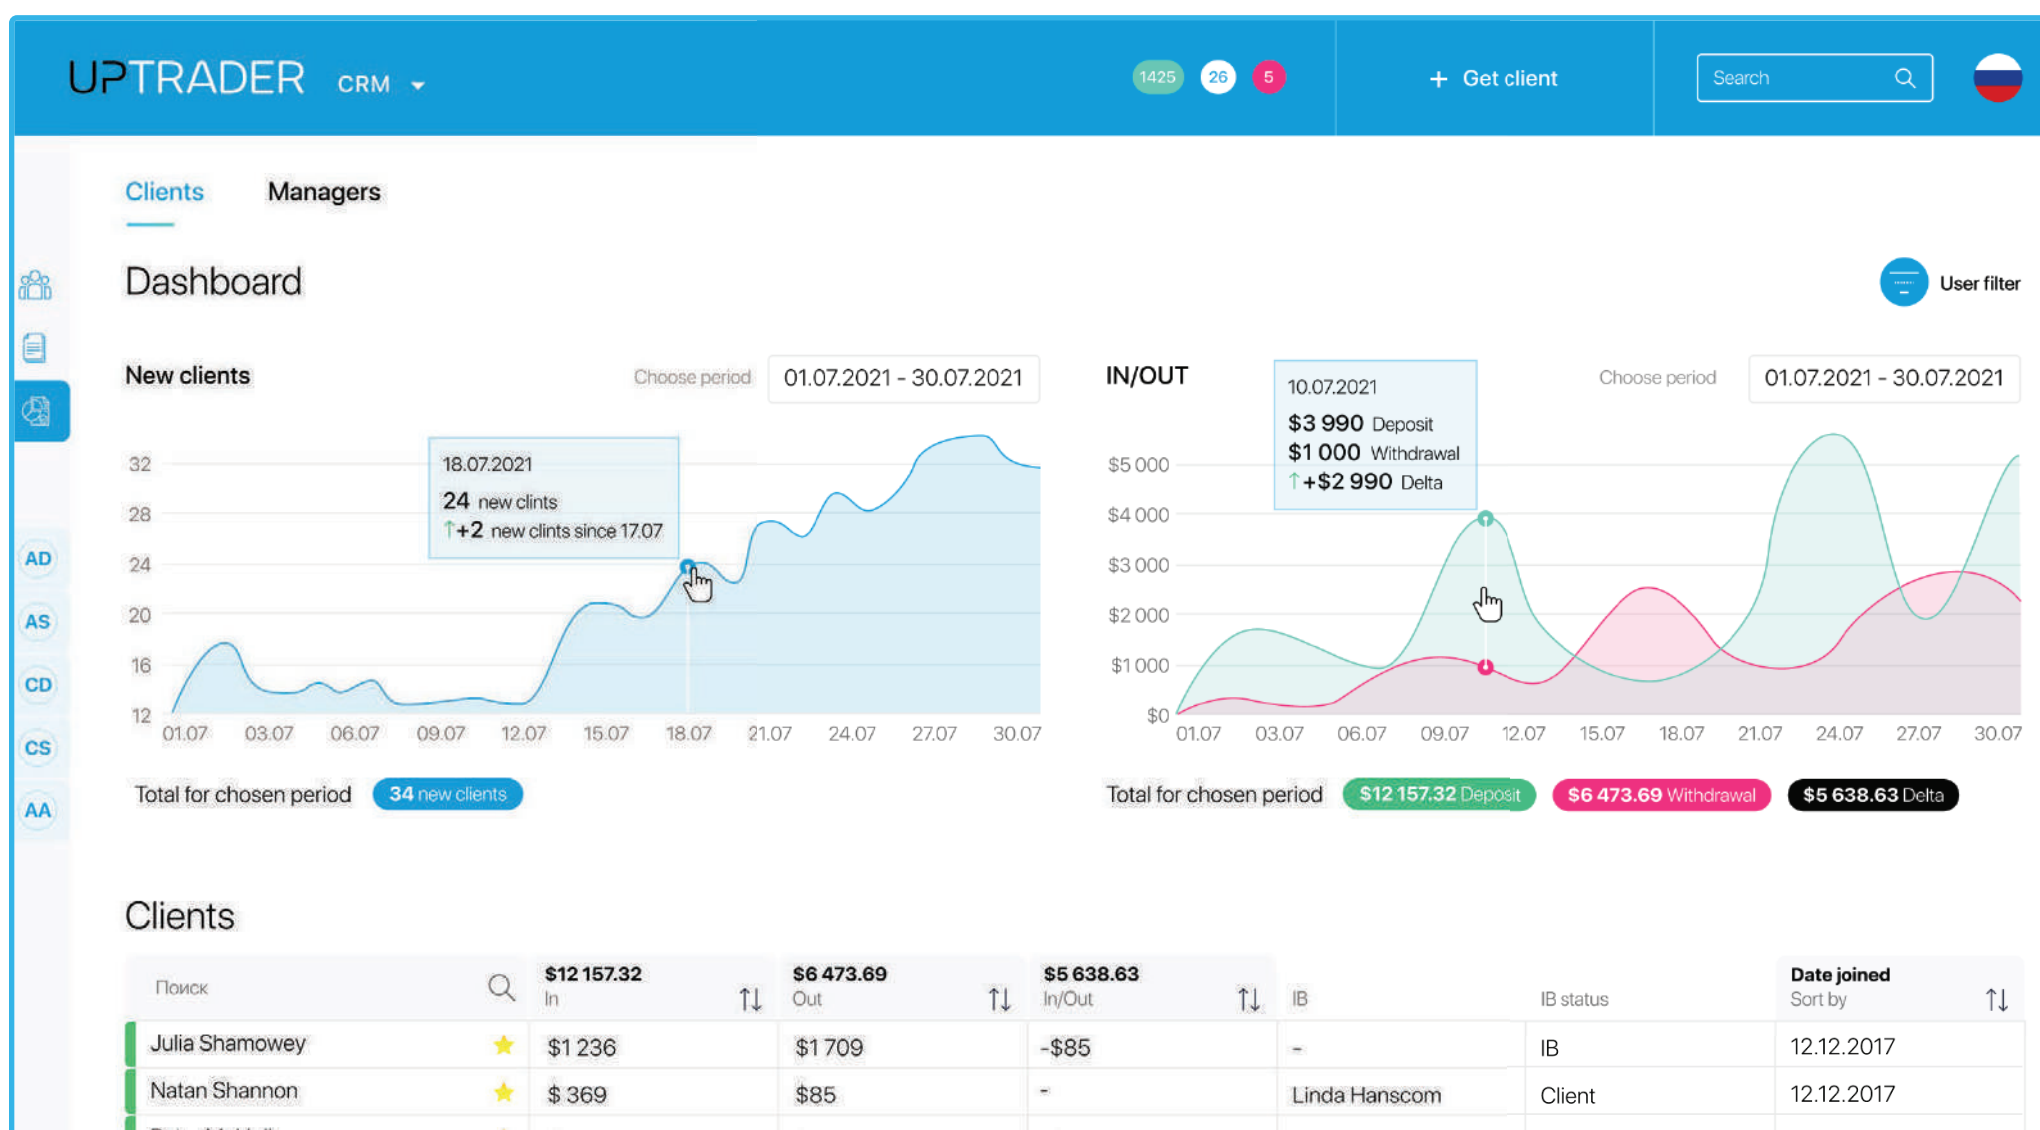 UPTRADER CRM
1425 26 5
+ Get client
Search
Clients Managers
Dashboard
User filter
New clients
Choose period 01.07.2021 - 30.07.2021
18.07.2021
24 new clints
↑+2 new clints since 17.07
32
28
24
20
16
12
01.07 03.07 06.07 09.07 12.07 15.07 18.07 21.07 24.07 27.07 30.07
Total for chosen period 34 new clients
IN/OUT
Choose period 01.07.2021 - 30.07.2021
10.07.2021
$3 990 Deposit
$1 000 Withdrawal
↑+$2 990 Delta
$5 000
$4 000
$3 000
$2 000
$1 000
$0
01.07 03.07 06.07 09.07 12.07 15.07 18.07 21.07 24.07 27.07 30.07
Total for chosen period $12 157.32 Deposit $6 473.69 Withdrawal $5 638.63 Delta
AD
AS
CD
CS
AA
Clients
Поиск
$12 157.32
In
$6 473.69
Out
$5 638.63
In/Out
IB
IB status
Date joined
Sort by
Julia Shamowey $1 236 $1 709 -$85 - IB 12.12.2017
Natan Shannon $ 369 $85 - Linda Hanscom Client 12.12.2017